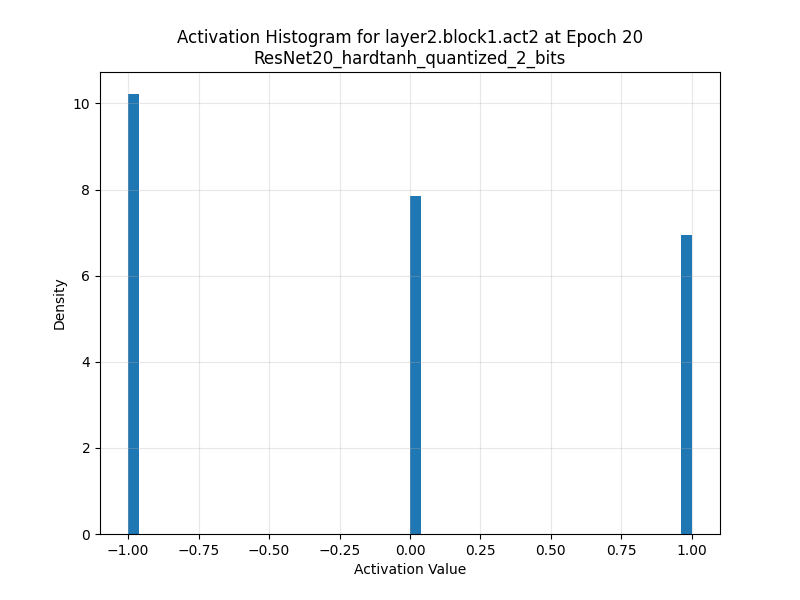 Activation Histogram for layer2.block1.act2 at Epoch 20
ResNet20_hardtanh_quantized_2_bits
10
8
6
4
2
0
Density
−1.00 −0.75 −0.50 −0.25 0.00 0.25 0.50 0.75 1.00
Activation Value